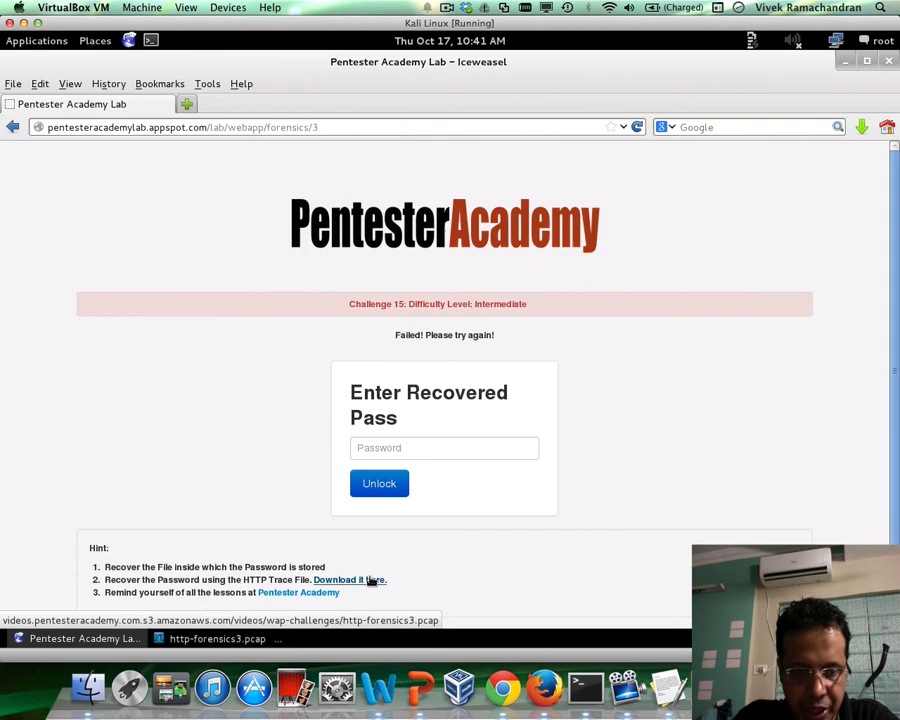 VirtualBox VM Machine View Devices Help (Charged) Vivek Ramachandran
Kali Linux [Running]
Applications Places Thu Oct 17, 10:41 AM root
Pentester Academy Lab – Iceweasel
File Edit View History Bookmarks Tools Help
Pentester Academy Lab
pentesteracademylab.appspot.com/lab/webapp/forensics/3 Google
PentesterAcademy
Challenge 15: Difficulty Level: Intermediate
Failed! Please try again!
Enter Recovered
Pass
Password
Unlock
Hint:
1. Recover the File inside which the Password is stored
2. Recover the Password using the HTTP Trace File. Download it here.
3. Remind yourself of all the lessons at Pentester Academy
videos.pentesteracademy.com.s3.amazonaws.com/videos/wap-challenges/http-forensics3.pcap
Pentester Academy La... http-forensics3.pcap ...